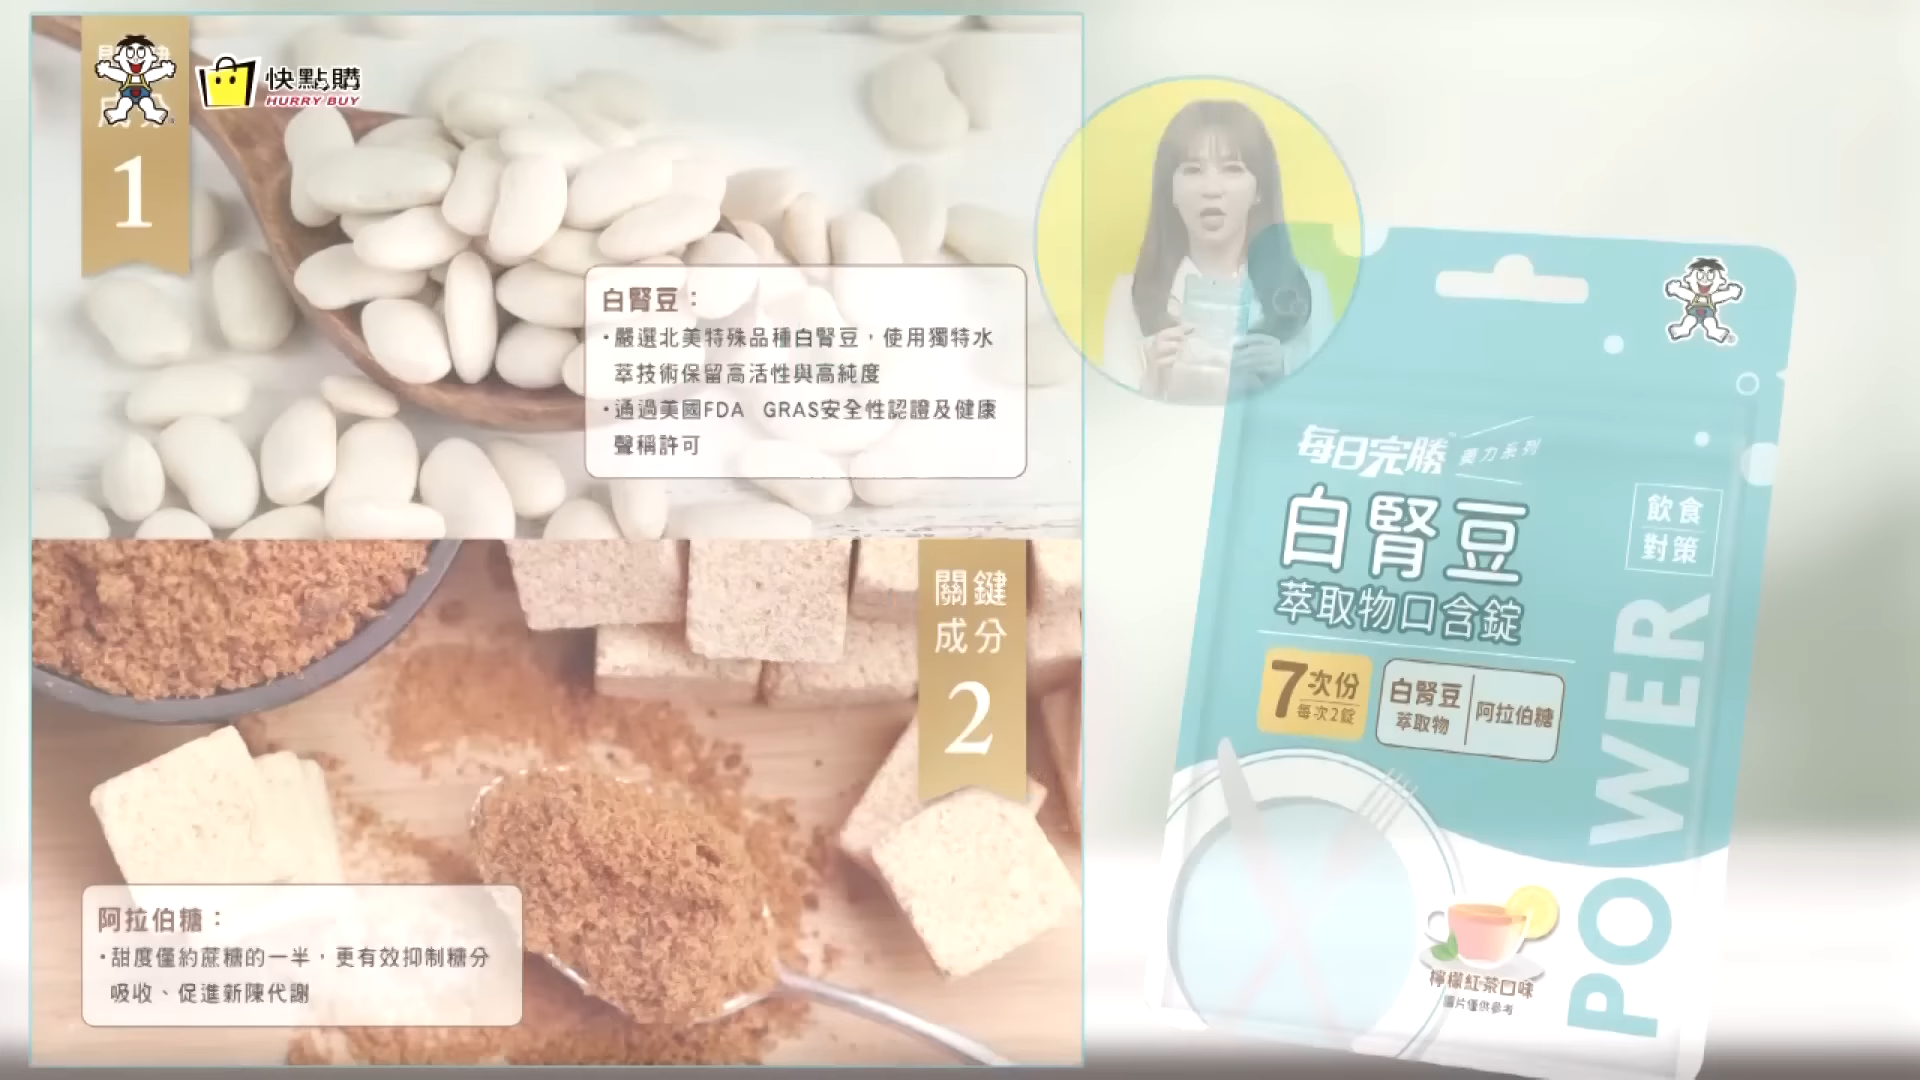 快點購
HURRY BUY
1
白腎豆：
・嚴選北美特殊品種白腎豆，使用獨特水
萃技術保留高活性與高純度
・通過美國FDA GRAS安全性認證及健康
聲稱許可
關鍵
成分
2
阿拉伯糖：
・甜度僅約蔗糖的一半，更有效抑制糖分
吸收、促進新陳代謝
每日完勝
美力系列
白腎豆
萃取物口含錠
飲食
對策
7次份
每次2錠
白腎豆
萃取物
阿拉伯糖
POWER
檸檬紅茶口味
圖片僅供參考